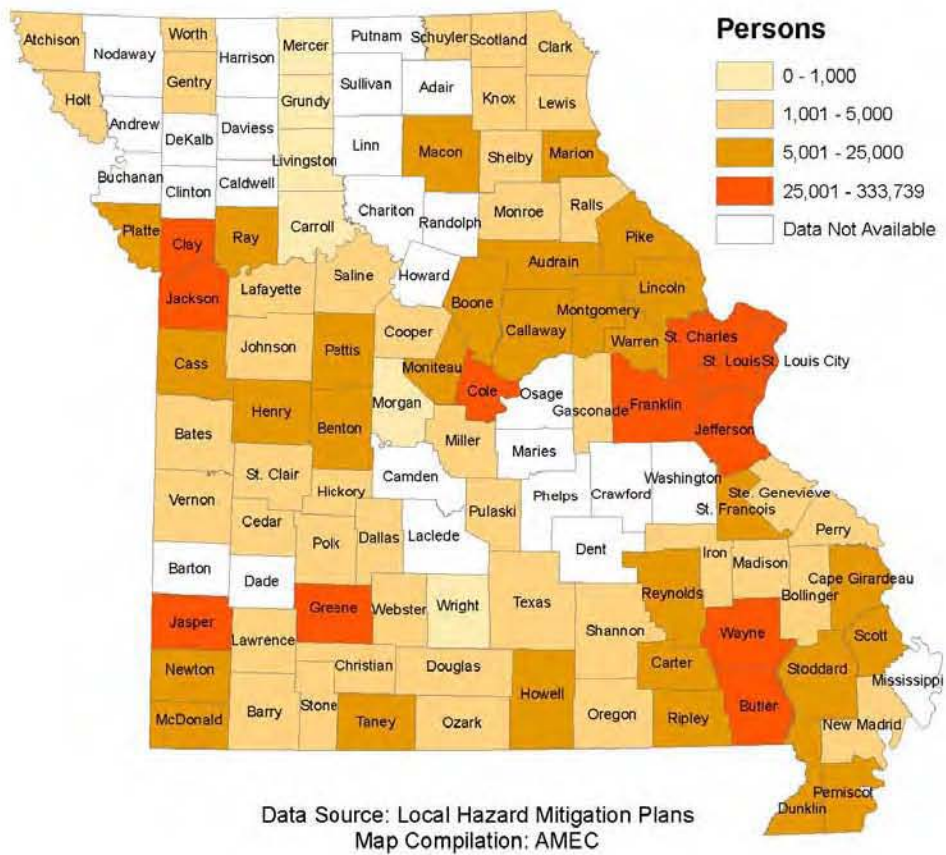 Persons
0 - 1,000
1,001 - 5,000
5,001 - 25,000
25,001 - 333,739
Data Not Available
Atchison
Nodaway
Worth
Harrison
Mercer
Putnam
Schuyler
Scotland
Clark
Gentry
Sullivan
Adair
Holt
Grundy
Knox
Lewis
Andrew
DeKalb
Daviess
Linn
Macon
Shelby
Marion
Livingston
Buchanan
Clinton
Caldwell
Chariton
Randolph
Monroe
Ralls
Carroll
Platte
Clay
Ray
Pike
Audrain
Saline
Howard
Lafayette
Jackson
Boone
Lincoln
Montgomery
Callaway
Cooper
Warren
St. Charles
Johnson
Pettis
St. Louis
St. Louis City
Cass
Moniteau
Cole
Osage
Gasconade
Franklin
Morgan
Henry
Benton
Jefferson
Bates
Miller
Maries
St. Clair
Camden
Washington
Hickory
Phelps
Crawford
Ste. Genevieve
Vernon
Pulaski
St. Francois
Cedar
Perry
Polk
Dallas
Laclede
Dent
Iron
Madison
Barton
Dade
Bollinger
Cape Girardeau
Reynolds
Greene
Webster
Wright
Texas
Jasper
Shannon
Wayne
Scott
Lawrence
Christian
Douglas
Carter
Stoddard
Mississippi
Newton
Howell
McDonald
Barry
Stone
Taney
Ozark
Oregon
Ripley
Butler
New Madrid
Pemiscot
Dunklin
Data Source: Local Hazard Mitigation Plans
Map Compilation: AMEC